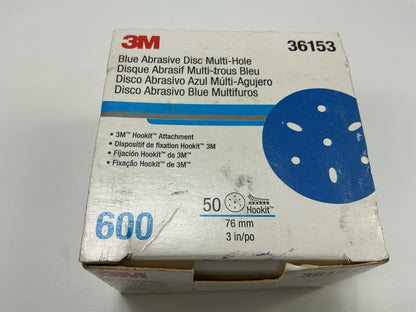 3M
36153
Blue Abrasive Disc Multi-Hole
Disque Abrasif Multi-trous Bleu
Disco Abrasivo Azul Múlti-Agujero
Disco Abrasivo Blue Multifuros
• 3M™ Hookit™ Attachment
• Dispositif de fixation Hookit™ 3M
• Fijación Hookit™ de 3M™
• Fixação Hookit™ de 3M™
600
50 Hookit™
76 mm
3 in/po
3M